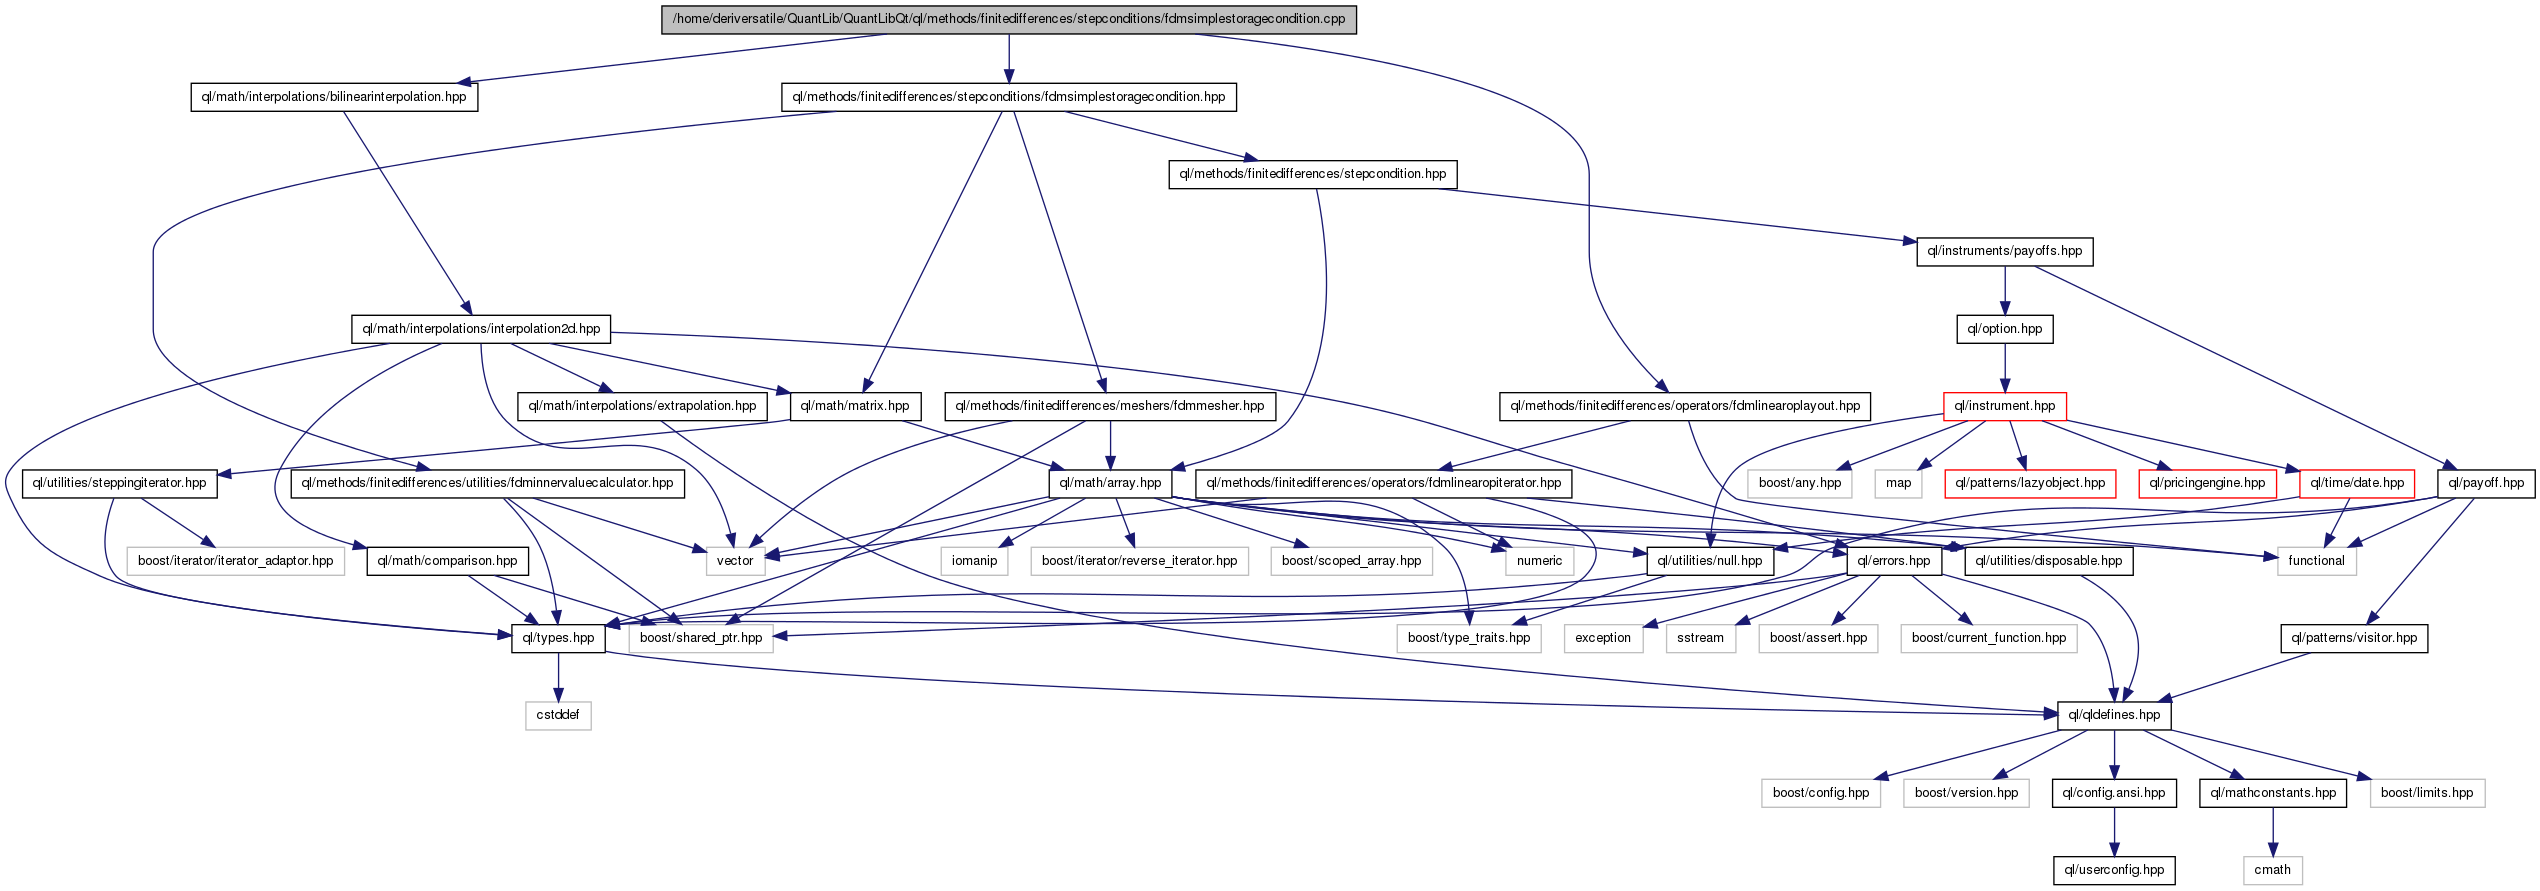 /home/deriversatile/QuantLib/QuantLibQt/ql/methods/finitedifferences/stepconditions/fdmsimplestoragecondition.cpp
ql/math/interpolations/bilinearinterpolation.hpp
ql/methods/finitedifferences/stepconditions/fdmsimplestoragecondition.hpp
ql/methods/finitedifferences/stepcondition.hpp
ql/instruments/payoffs.hpp
ql/math/interpolations/interpolation2d.hpp
ql/option.hpp
ql/math/interpolations/extrapolation.hpp
ql/math/matrix.hpp
ql/methods/finitedifferences/meshers/fdmmesher.hpp
ql/methods/finitedifferences/operators/fdmlinearoplayout.hpp
ql/instrument.hpp
ql/utilities/steppingiterator.hpp
ql/methods/finitedifferences/utilities/fdminnervaluecalculator.hpp
ql/math/array.hpp
ql/methods/finitedifferences/operators/fdmlinearopiterator.hpp
boost/any.hpp
map
ql/patterns/lazyobject.hpp
ql/pricingengine.hpp
ql/time/date.hpp
ql/payoff.hpp
boost/iterator/iterator_adaptor.hpp
ql/math/comparison.hpp
vector
iomanip
boost/iterator/reverse_iterator.hpp
boost/scoped_array.hpp
numeric
ql/utilities/null.hpp
ql/errors.hpp
ql/utilities/disposable.hpp
functional
ql/types.hpp
boost/shared_ptr.hpp
boost/type_traits.hpp
exception
sstream
boost/assert.hpp
boost/current_function.hpp
ql/patterns/visitor.hpp
cstddef
ql/qldefines.hpp
boost/config.hpp
boost/version.hpp
ql/config.ansi.hpp
ql/mathconstants.hpp
boost/limits.hpp
ql/userconfig.hpp
cmath